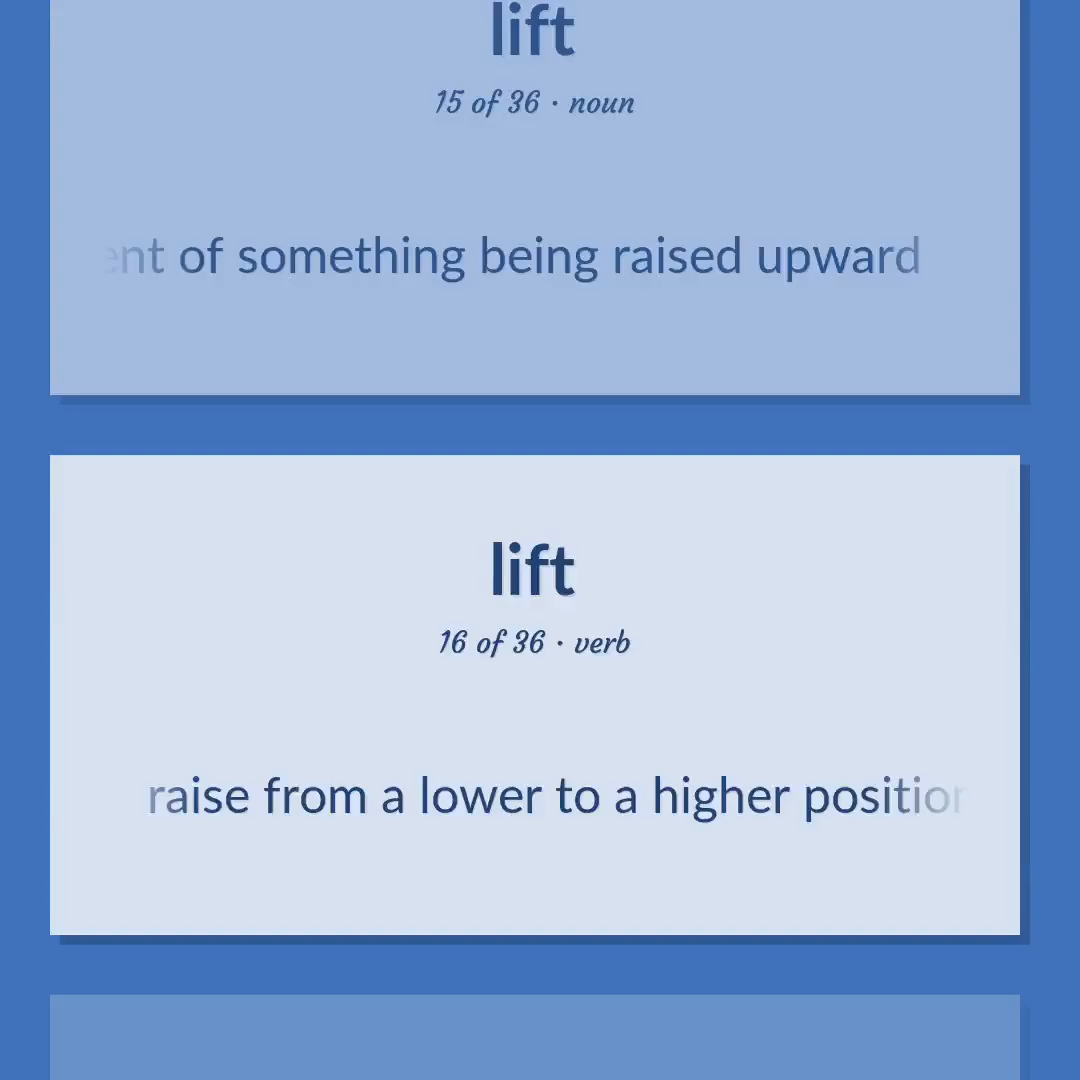 lift
15 of 36 · noun
of something being raised upward
lift
16 of 36 · verb
raise from a lower to a higher position